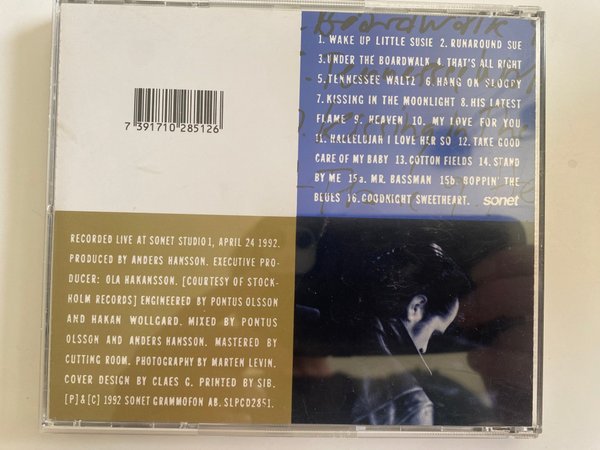 Boardwalk
1. WAKE UP LITTLE SUSIE 2. RUNAROUND SUE
3. UNDER THE BOARDWALK 4. THAT'S ALL RIGHT
5. TENNESSEE WALTZ 6. HANG ON SLOOPY
7. KISSING IN THE MOONLIGHT 8. HIS LATEST
FLAME 9. HEAVEN 10. MY LOVE FOR YOU
11. HALLELUJAH I LOVE HER SO 12. TAKE GOOD
CARE OF MY BABY 13. COTTON FIELDS 14. STAND
BY ME 15a. MR. BASSMAN 15b. BOPPIN' THE
BLUES 16. GOODNIGHT SWEETHEART. sonet
7 391710 285126
RECORDED LIVE AT SONET STUDIO 1, APRIL 24 1992.
PRODUCED BY ANDERS HANSSON. EXECUTIVE PRO-
DUCER: OLA HAKANSSON. [COURTESY OF STOCK-
HOLM RECORDS] ENGINEERED BY PONTUS OLSSON
AND HAKAN WOLLGARD. MIXED BY PONTUS
OLSSON AND ANDERS HANSSON. MASTERED BY
CUTTING ROOM. PHOTOGRAPHY BY MARTEN LEVIN.
COVER DESIGN BY CLAES G. PRINTED BY SIB.
[P] & [C] 1992 SONET GRAMMOFON AB. SLPCD2851.